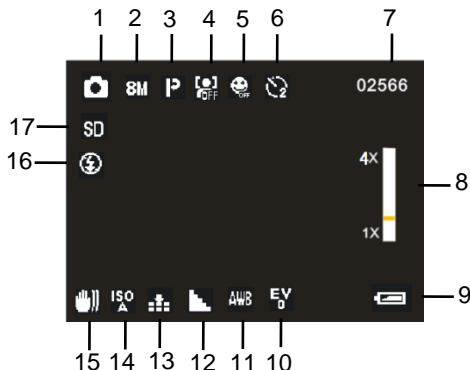 1 2 3 4 5 6 7
8M P OFF OFF 2 02566
17 SD
16 4X 8
1X
ISO A AWB EV 0 9
15 14 13 12 11 10